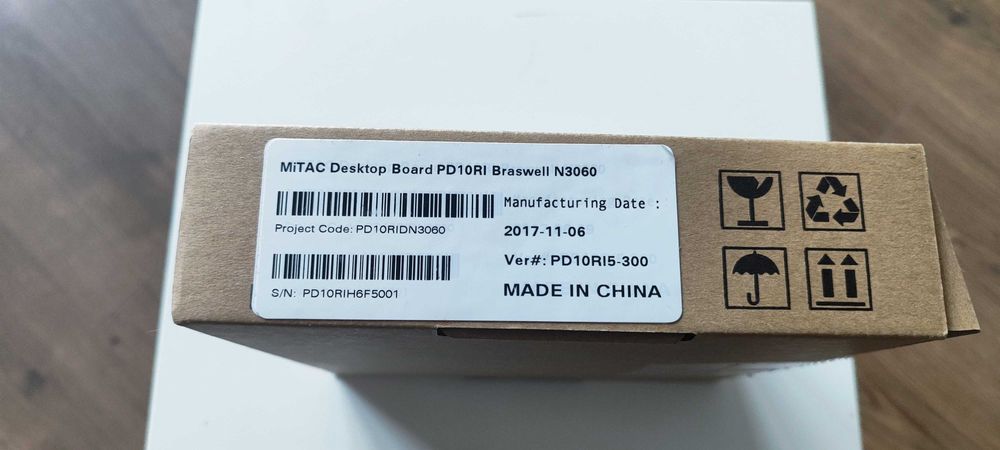 MiTAC Desktop Board PD10RI Braswell N3060
Manufacturing Date :
Project Code: PD10RIDN3060
2017-11-06
Ver#: PD10RI5-300
S/N: PD10RIH6F5001
MADE IN CHINA